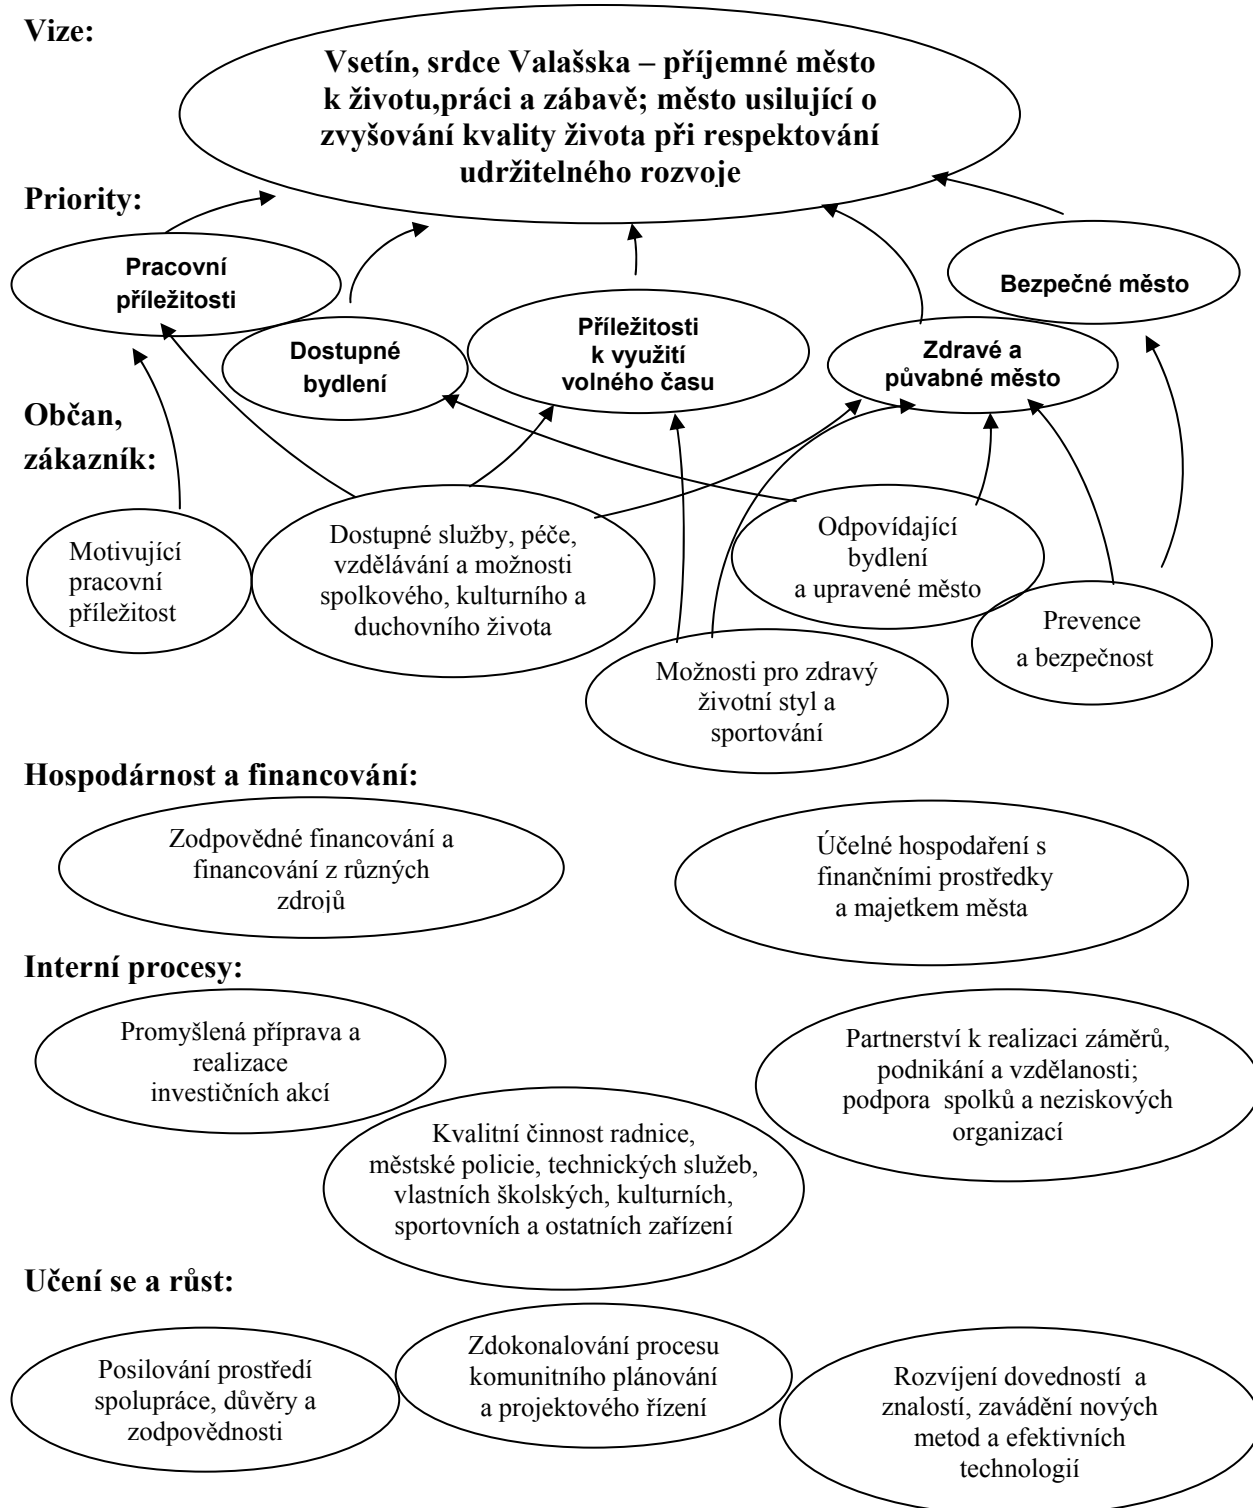 Vize:
Vsetín, srdce Valašska – příjemné město
k životu,práci a zábavě; město usilující o
zvyšování kvality života při respektování
udržitelného rozvoje
Priority:
Pracovní
příležitosti
Dostupné
bydlení
Příležitosti
k využití
volného času
Zdravé a
půvabné město
Bezpečné město
Občan,
zákazník:
Motivující
pracovní
příležitost
Dostupné služby, péče,
vzdělávání a možnosti
spolkového, kulturního a
duchovního života
Možnosti pro zdravý
životní styl a
sportování
Odpovídající
bydlení
a upravené město
Prevence
a bezpečnost
Hospodárnost a financování:
Zodpovědné financování a
financování z různých
zdrojů
Účelné hospodaření s
finančními prostředky
a majetkem města
Interní procesy:
Promyšlená příprava a
realizace
investičních akcí
Kvalitní činnost radnice,
městské policie, technických služeb,
vlastních školských, kulturních,
sportovních a ostatních zařízení
Partnerství k realizaci záměrů,
podnikání a vzdělanosti;
podpora  spolků a neziskových
organizací
Učení se a růst:
Posilování prostředí
spolupráce, důvěry a
zodpovědnosti
Zdokonalování procesu
komunitního plánování
a projektového řízení
Rozvíjení dovedností  a
znalostí, zavádění nových
metod a efektivních
technologií